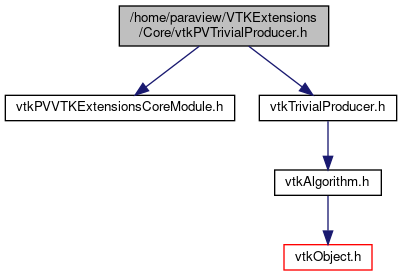 /home/paraview/VTKExtensions
/Core/vtkPVTrivialProducer.h
vtkPVVTKExtensionsCoreModule.h
vtkTrivialProducer.h
vtkAlgorithm.h
vtkObject.h